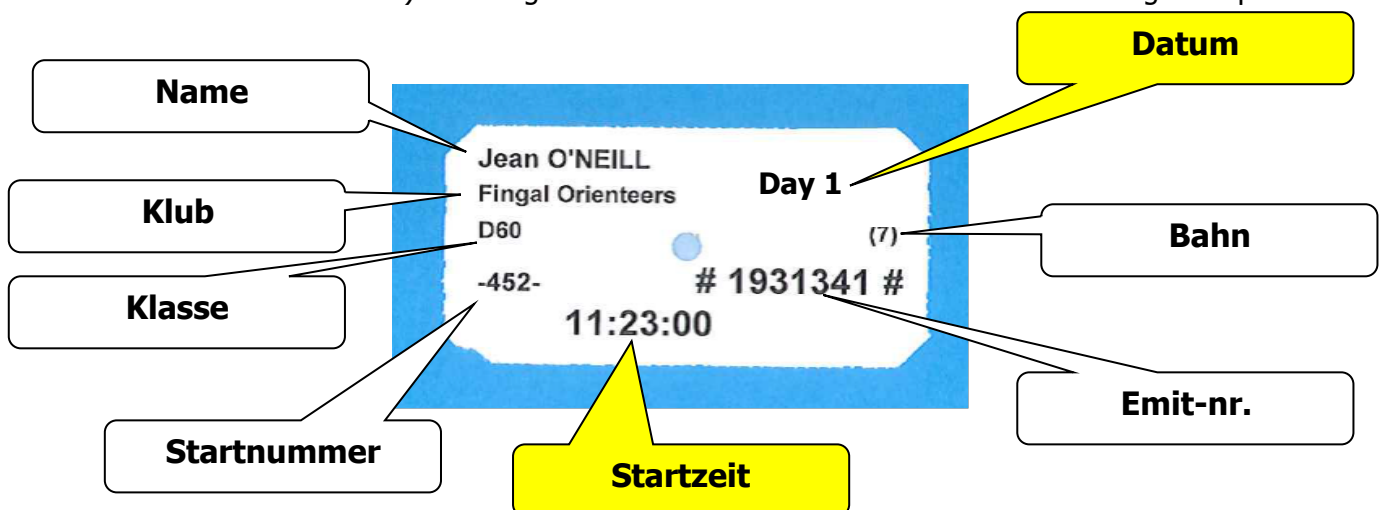 Datum
Name
Jean O'NEILL
Day 1
Klub
Fingal Orienteers
D60
(7)
Bahn
Klasse
-452-
# 1931341 #
11:23:00
Emit-nr.
Startnummer
Startzeit